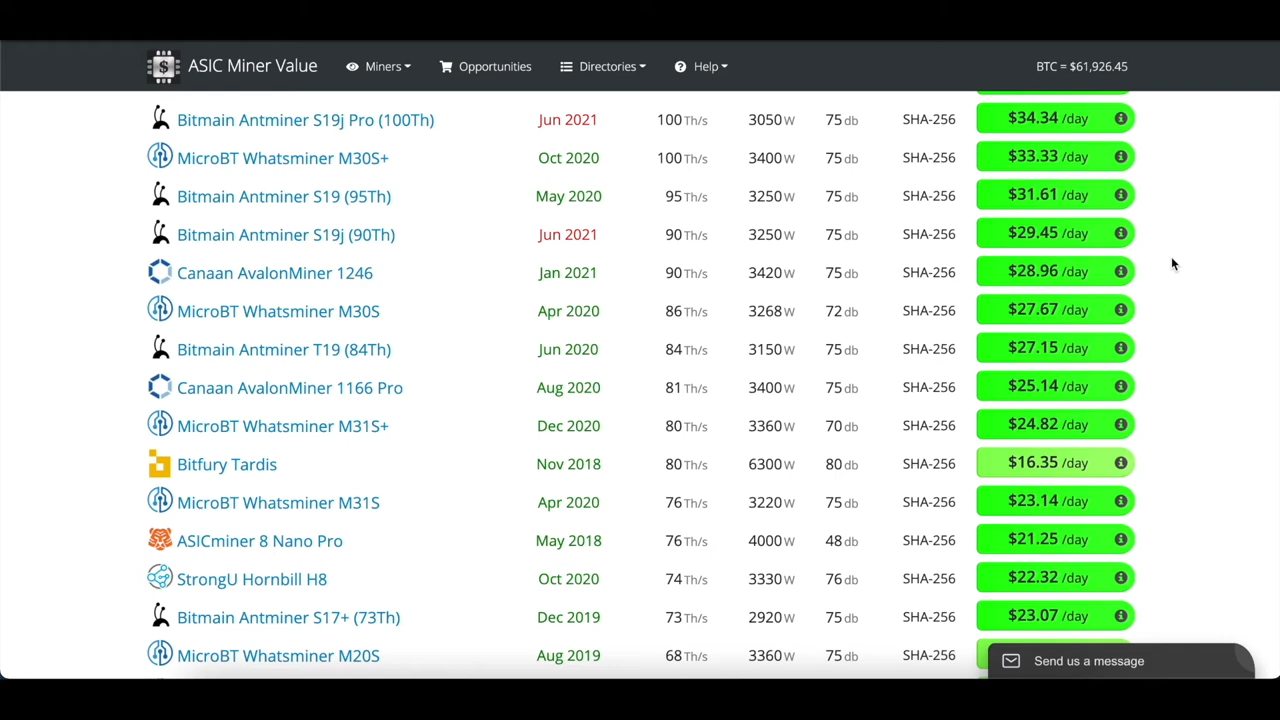 ASIC Miner Value Miners Opportunities Directories Help BTC = $61,926.45
Bitmain Antminer S19j Pro (100Th) Jun 2021 100 Th/s 3050 W 75 db SHA-256 $34.34 /day
MicroBT Whatsminer M30S+ Oct 2020 100 Th/s 3400 W 75 db SHA-256 $33.33 /day
Bitmain Antminer S19 (95Th) May 2020 95 Th/s 3250 W 75 db SHA-256 $31.61 /day
Bitmain Antminer S19j (90Th) Jun 2021 90 Th/s 3250 W 75 db SHA-256 $29.45 /day
Canaan AvalonMiner 1246 Jan 2021 90 Th/s 3420 W 75 db SHA-256 $28.96 /day
MicroBT Whatsminer M30S Apr 2020 86 Th/s 3268 W 72 db SHA-256 $27.67 /day
Bitmain Antminer T19 (84Th) Jun 2020 84 Th/s 3150 W 75 db SHA-256 $27.15 /day
Canaan AvalonMiner 1166 Pro Aug 2020 81 Th/s 3400 W 75 db SHA-256 $25.14 /day
MicroBT Whatsminer M31S+ Dec 2020 80 Th/s 3360 W 70 db SHA-256 $24.82 /day
Bitfury Tardis Nov 2018 80 Th/s 6300 W 80 db SHA-256 $16.35 /day
MicroBT Whatsminer M31S Apr 2020 76 Th/s 3220 W 75 db SHA-256 $23.14 /day
ASICminer 8 Nano Pro May 2018 76 Th/s 4000 W 48 db SHA-256 $21.25 /day
StrongU Hornbill H8 Oct 2020 74 Th/s 3330 W 76 db SHA-256 $22.32 /day
Bitmain Antminer S17+ (73Th) Dec 2019 73 Th/s 2920 W 75 db SHA-256 $23.07 /day
MicroBT Whatsminer M20S Aug 2019 68 Th/s 3360 W 75 db SHA-256
Send us a message